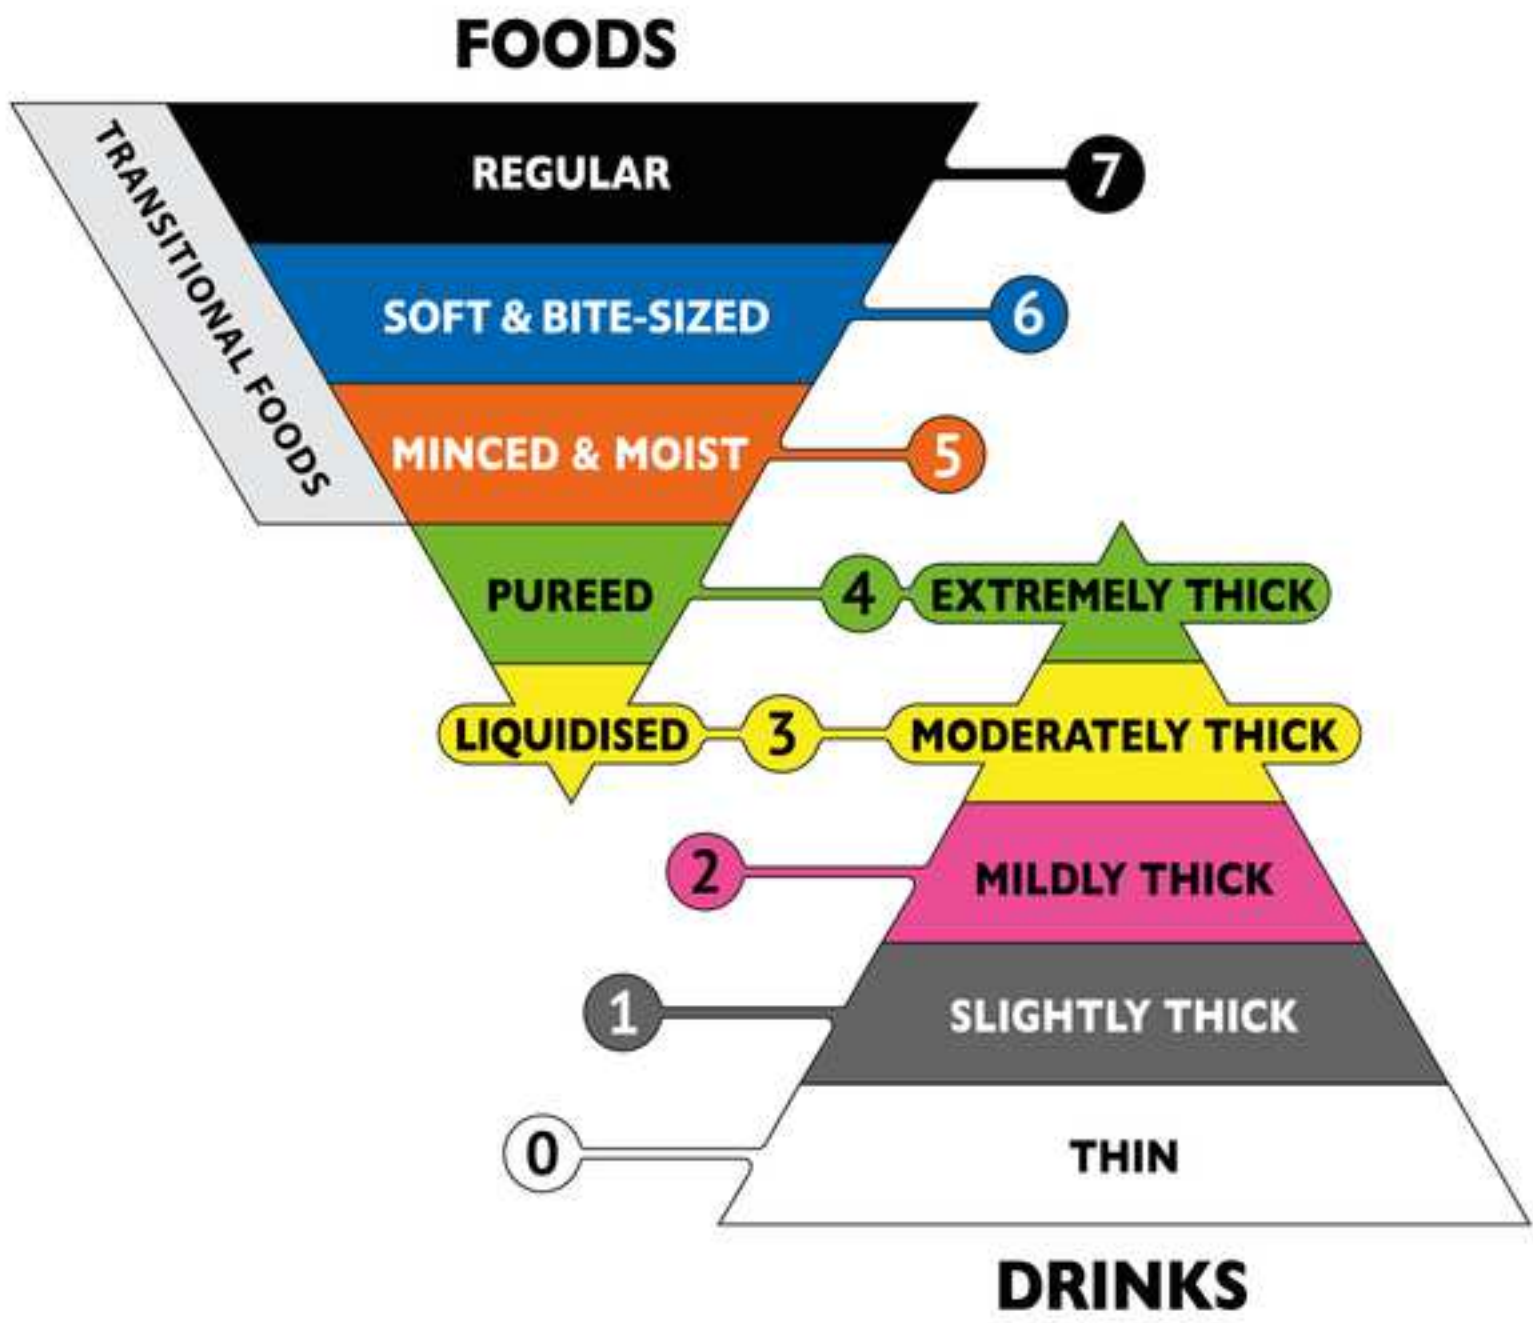 FOODS
TRANSITIONAL FOODS
REGULAR
7
SOFT & BITE-SIZED
6
MINCED & MOIST
5
PUREED
4
EXTREMELY THICK
LIQUIDISED
3
MODERATELY THICK
2
MILDLY THICK
1
SLIGHTLY THICK
0
THIN
DRINKS